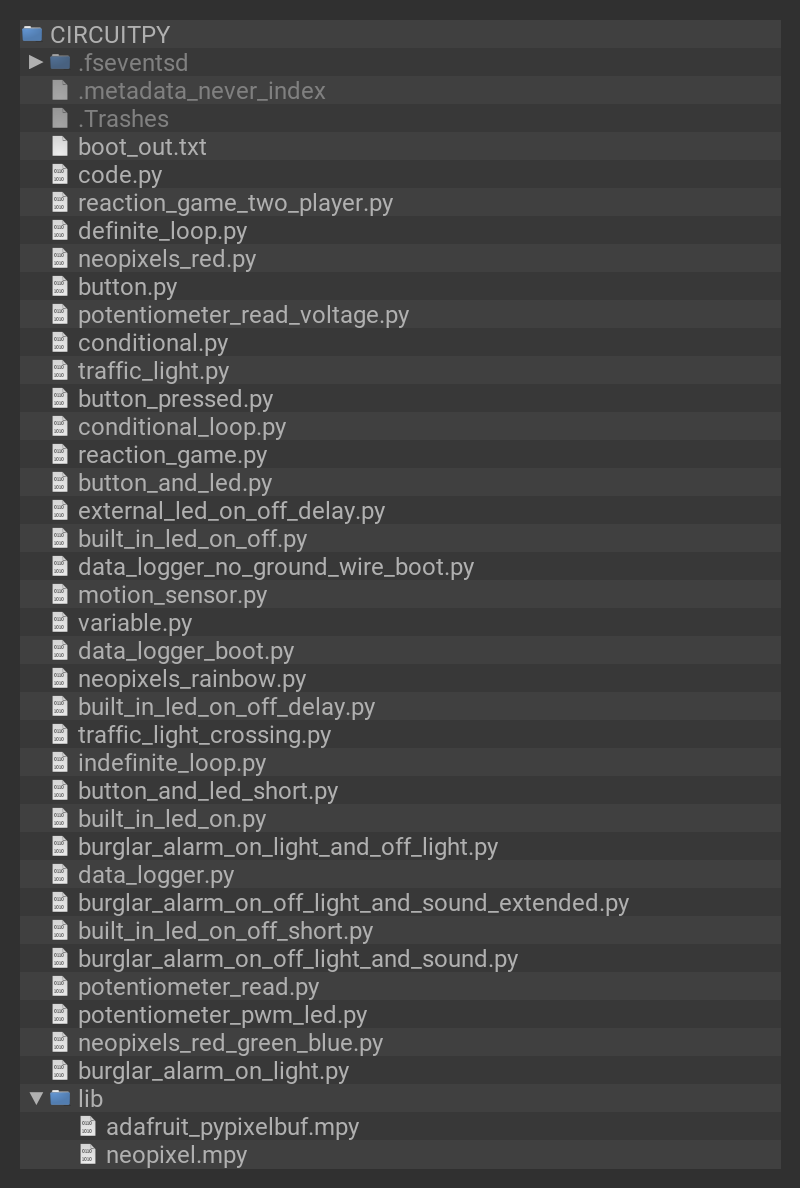 CIRCUITPY
.fseventsd
.metadata_never_index
.Trashes
boot_out.txt
code.py
reaction_game_two_player.py
definite_loop.py
neopixels_red.py
button.py
potentiometer_read_voltage.py
conditional.py
traffic_light.py
button_pressed.py
conditional_loop.py
reaction_game.py
button_and_led.py
external_led_on_off_delay.py
built_in_led_on_off.py
data_logger_no_ground_wire_boot.py
motion_sensor.py
variable.py
data_logger_boot.py
neopixels_rainbow.py
built_in_led_on_off_delay.py
traffic_light_crossing.py
indefinite_loop.py
button_and_led_short.py
built_in_led_on.py
burglar_alarm_on_light_and_off_light.py
data_logger.py
burglar_alarm_on_off_light_and_sound_extended.py
built_in_led_on_off_short.py
burglar_alarm_on_off_light_and_sound.py
potentiometer_read.py
potentiometer_pwm_led.py
neopixels_red_green_blue.py
burglar_alarm_on_light.py
lib
adafruit_pypixelbuf.mpy
neopixel.mpy